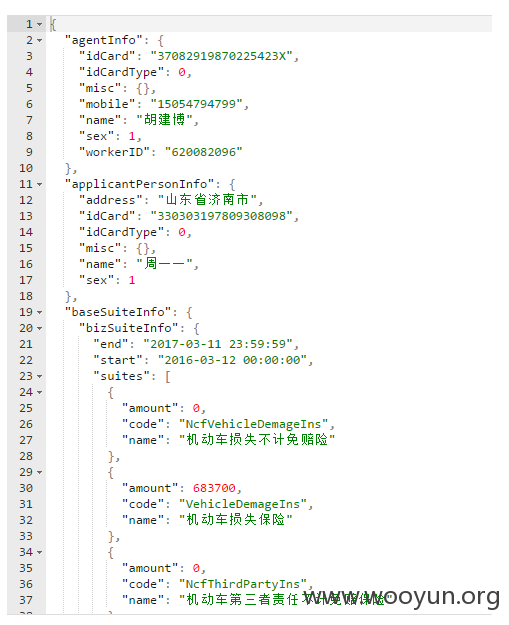 1 {
2 "agentInfo": {
3 "idCard": "37082919870225423X",
4 "idCardType": 0,
5 "misc": {},
6 "mobile": "15054794799",
7 "name": "胡建博",
8 "sex": 1,
9 "workerID": "620082096"
10 },
11 "applicantPersonInfo": {
12 "address": "山东省济南市",
13 "idCard": "330303197809308098",
14 "idCardType": 0,
15 "misc": {},
16 "name": "周一一",
17 "sex": 1
18 },
19 "baseSuiteInfo": {
20 "bizSuiteInfo": {
21 "end": "2017-03-11 23:59:59",
22 "start": "2016-03-12 00:00:00",
23 "suites": [
24 {
25 "amount": 0,
26 "code": "NcfVehicleDemageIns",
27 "name": "机动车损失不计免赔险"
28 },
29 {
30 "amount": 683700,
31 "code": "VehicleDemageIns",
32 "name": "机动车损失保险"
33 },
34 {
35 "amount": 0,
36 "code": "NcfThirdPartyIns",
37 "name": "机动车第三者责任不计免赔保险"
www.wooyun.org